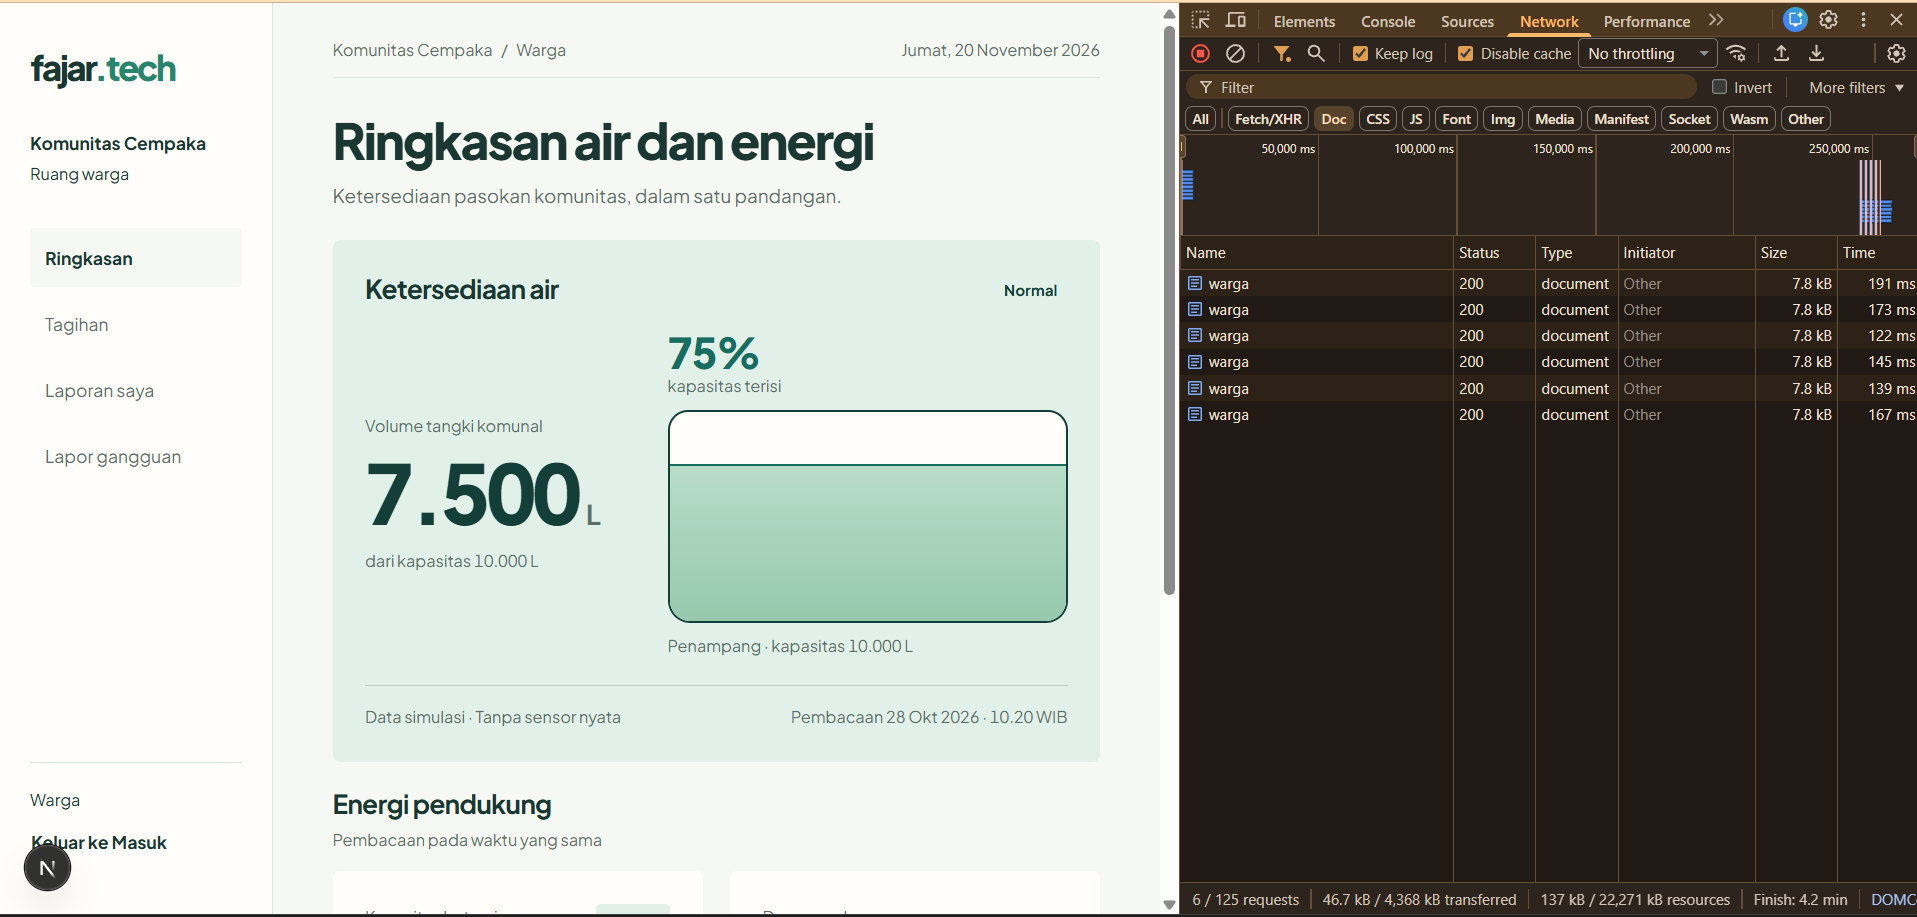 fajar.tech
Komunitas Cempaka
Ruang warga
Ringkasan
Tagihan
Laporan saya
Lapor gangguan
Warga
Keluar ke Masuk
N
Komunitas Cempaka / Warga
Jumat, 20 November 2026
Ringkasan air dan energi
Ketersediaan pasokan komunitas, dalam satu pandangan.
Ketersediaan air
Normal
75%
kapasitas terisi
Volume tangki komunal
7.500 L
dari kapasitas 10.000 L
Penampang · kapasitas 10.000 L
Data simulasi · Tanpa sensor nyata
Pembacaan 28 Okt 2026 · 10.20 WIB
Energi pendukung
Pembacaan pada waktu yang sama
Elements Console Sources Network Performance
Keep log Disable cache No throttling
Filter Invert More filters
All Fetch/XHR Doc CSS JS Font Img Media Manifest Socket Wasm Other
50,000 ms 100,000 ms 150,000 ms 200,000 ms 250,000 ms
Name Status Type Initiator Size Time
warga 200 document Other 7.8 kB 191 ms
warga 200 document Other 7.8 kB 173 ms
warga 200 document Other 7.8 kB 122 ms
warga 200 document Other 7.8 kB 145 ms
warga 200 document Other 7.8 kB 139 ms
warga 200 document Other 7.8 kB 167 ms
6 / 125 requests 46.7 kB / 4,368 kB transferred 137 kB / 22,271 kB resources Finish: 4.2 min DOMC